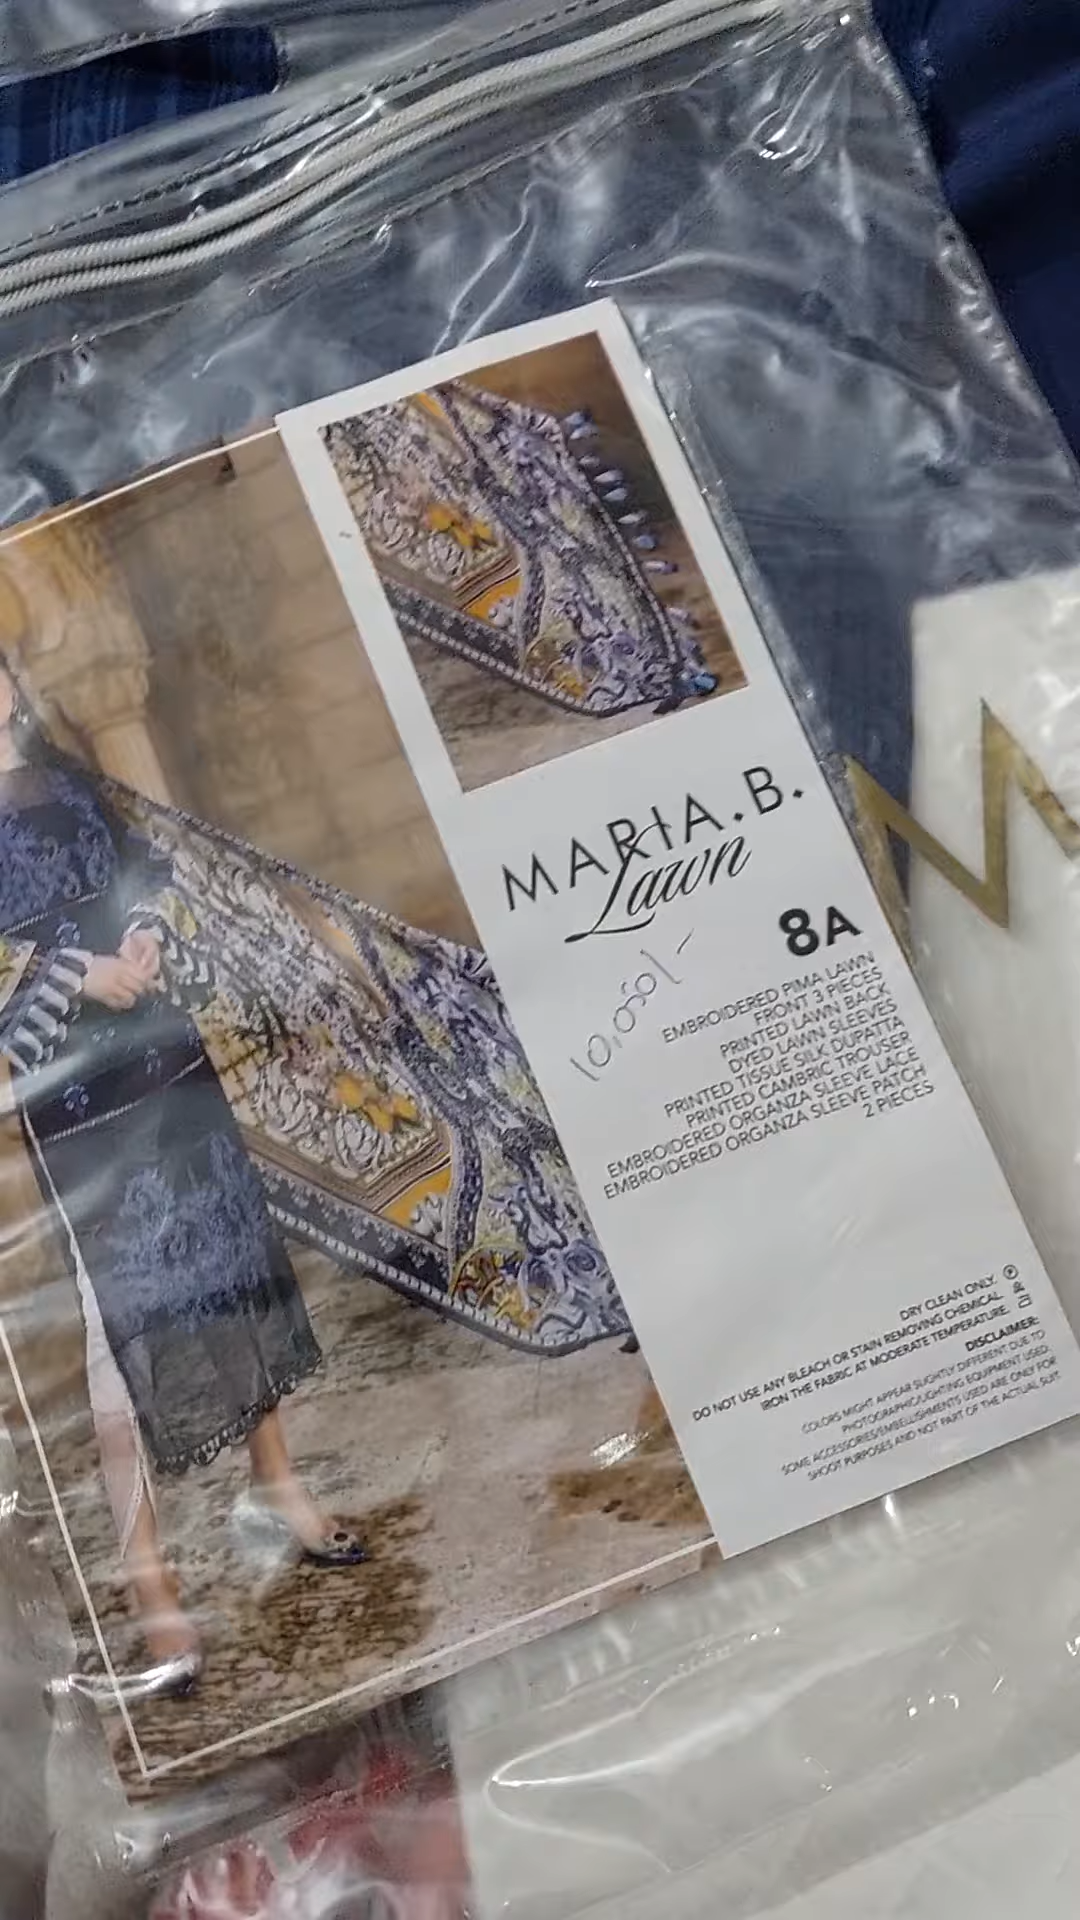 MARIA.B.
Lawn
8A
10,050/-
EMBROIDERED PIMA LAWN
FRONT 3 PIECES
PRINTED LAWN BACK
DYED LAWN SLEEVES
PRINTED TISSUE SILK DUPATTA
PRINTED CAMBRIC TROUSER
EMBROIDERED ORGANZA SLEEVE LACE
EMBROIDERED ORGANZA SLEEVE PATCH
2 PIECES
DRY CLEAN ONLY.
DO NOT USE ANY BLEACH OR STAIN REMOVING CHEMICAL.
IRON THE FABRIC AT MODERATE TEMPERATURE.
DISCLAIMER:
COLORS MIGHT APPEAR SLIGHTLY DIFFERENT DUE TO
PHOTOGRAPHIC/LIGHTING EQUIPMENT USED.
SOME ACCESSORIES/EMBELLISHMENTS USED ARE ONLY FOR
SHOOT PURPOSES AND NOT PART OF THE ACTUAL SUIT.
M